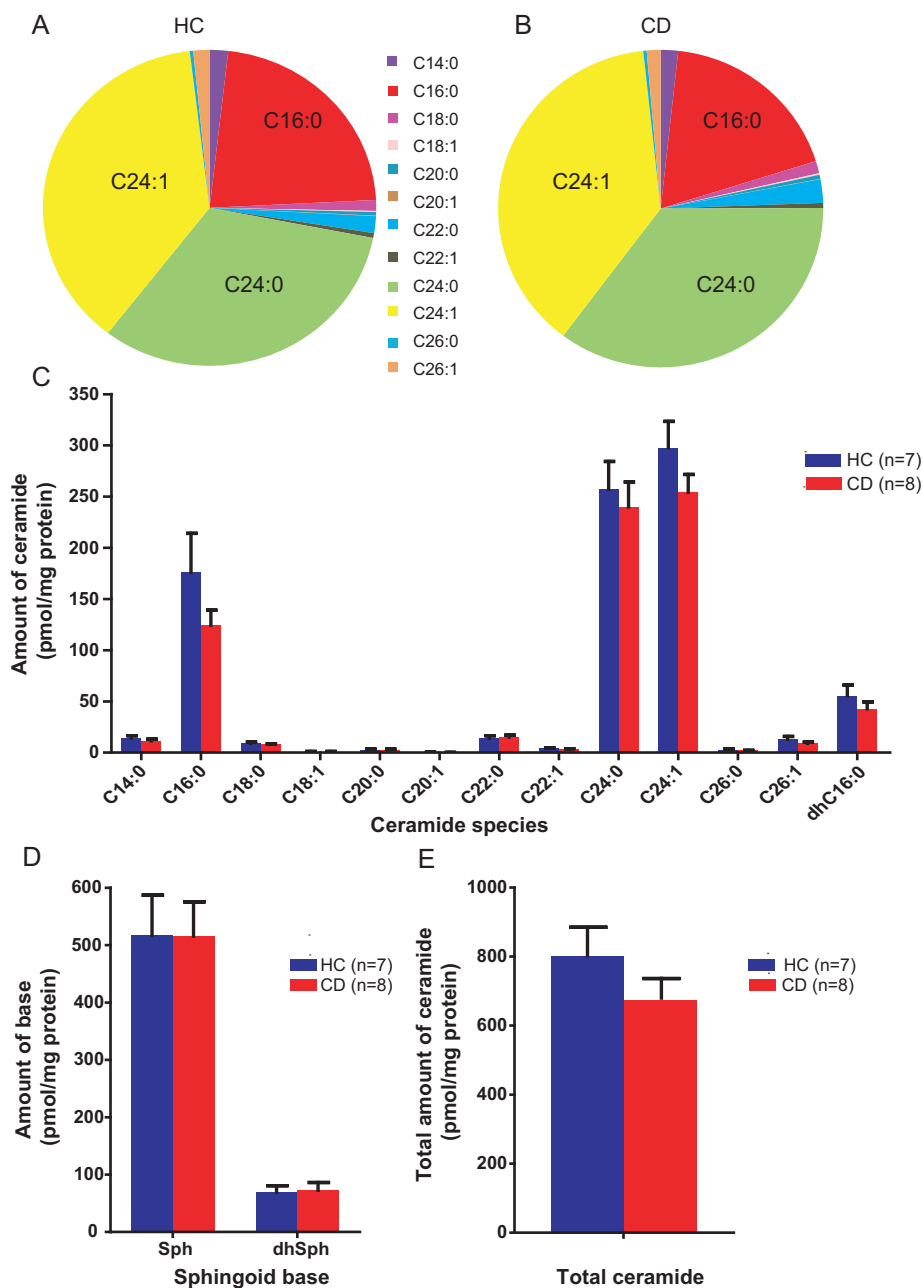 A
HC
B
CD
C14:0
C16:0
C18:0
C18:1
C20:0
C20:1
C22:0
C22:1
C24:0
C24:1
C26:0
C26:1
C16:0
C24:1
C24:0
C16:0
C24:1
C24:0
C
Amount of ceramide
(pmol/mg protein)
350
300
250
200
150
100
50
0
HC (n=7)
CD (n=8)
C14:0
C16:0
C18:0
C18:1
C20:0
C20:1
C22:0
C22:1
C24:0
C24:1
C26:0
C26:1
dhC16:0
Ceramide species
D
Amount of base
(pmol/mg protein)
600
500
400
300
200
100
0
HC (n=7)
CD (n=8)
Sph
dhSph
Sphingoid base
E
Total amount of ceramide
(pmol/mg protein)
1000
800
600
400
200
0
HC (n=7)
CD (n=8)
Total ceramide